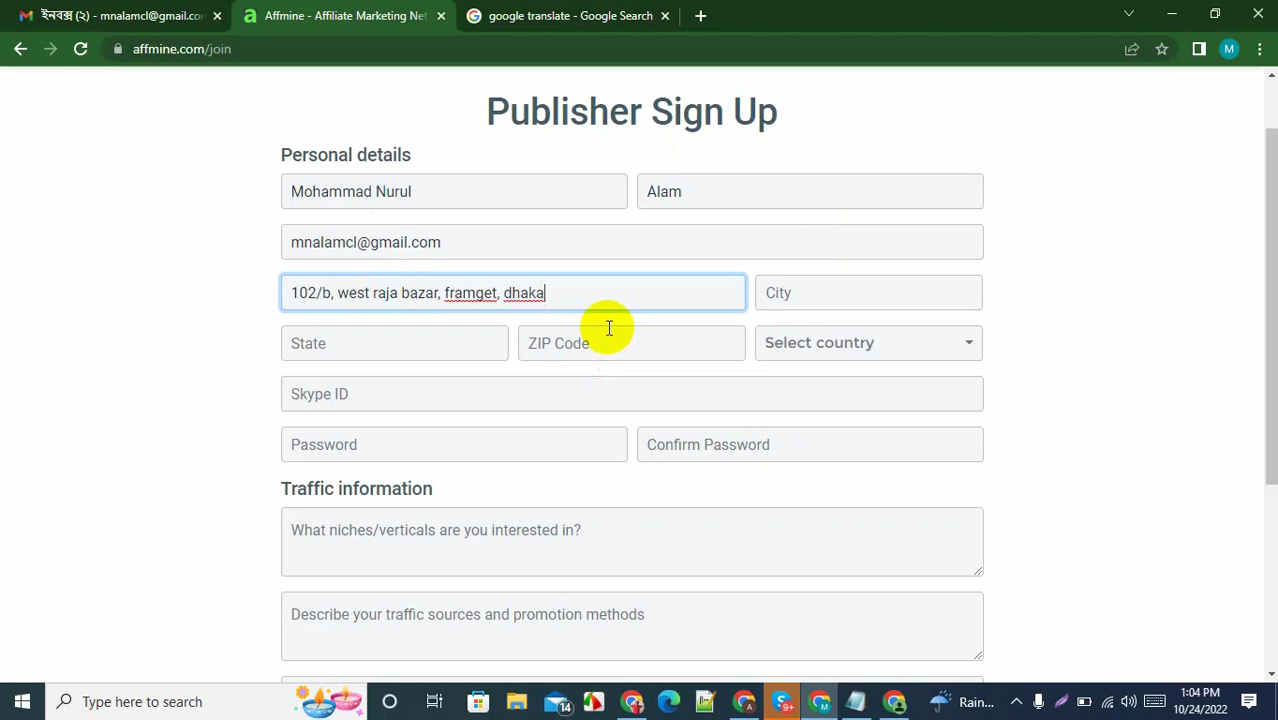 ইনবক্স (২) - mnalamcl@gmail.com
Affmine - Affiliate Marketing Net
google translate - Google Search
affmine.com/join
M
Publisher Sign Up
Personal details
Mohammad Nurul
Alam
mnalamcl@gmail.com
102/b, west raja bazar, framget, dhaka
City
State
ZIP Code
Select country
Skype ID
Password
Confirm Password
Traffic information
What niches/verticals are you interested in?
Describe your traffic sources and promotion methods
Type here to search
14
A
9+
M
Rain...
1:04 PM
10/24/2022